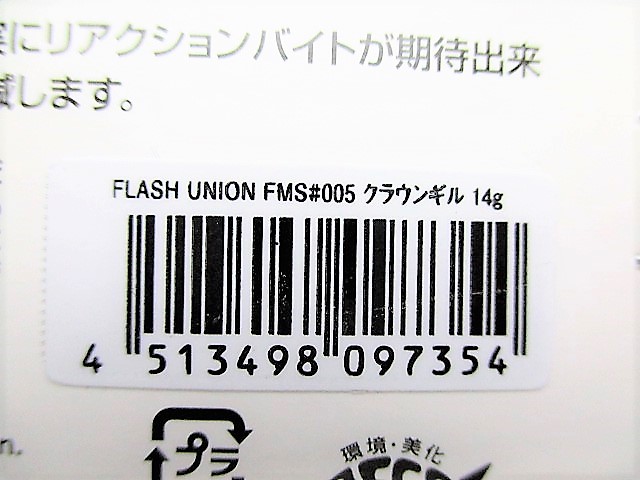 にリアクションバイトが期待出来
します。
FLASH UNION FMS#005 クラウンギル 14g
4 513498 097354
プラ
環境・美化